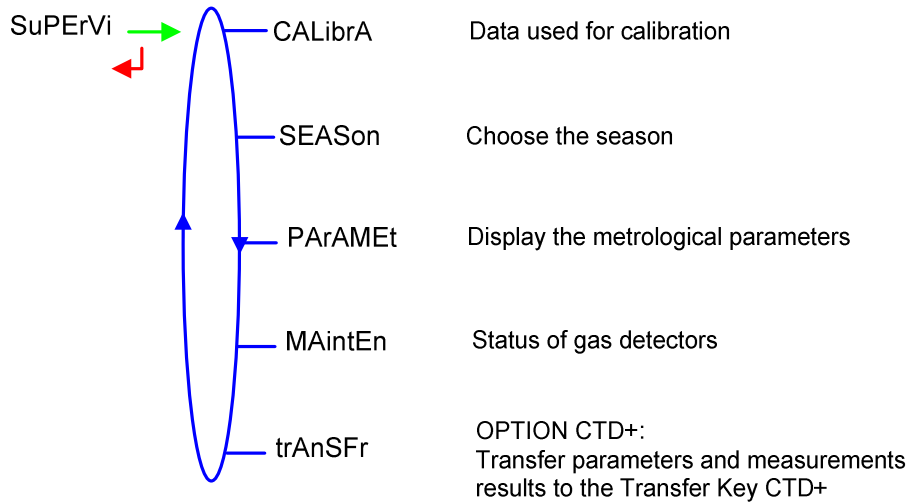 SuPErVi
CALibrA Data used for calibration
SEASon Choose the season
PArAMEt Display the metrological parameters
MAintEn Status of gas detectors
trAnSFr OPTION CTD+:
Transfer parameters and measurements
results to the Transfer Key CTD+